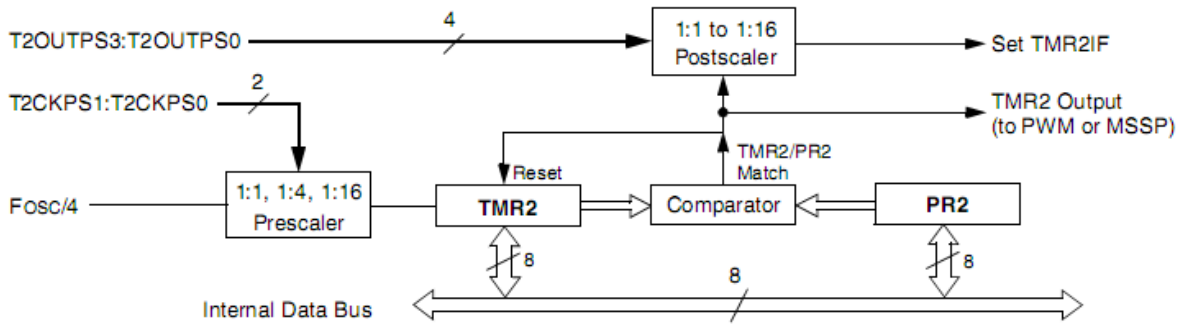 T2OUTPS3:T2OUTPS0
4
1:1 to 1:16
Postscaler
Set TMR2IF
T2CKPS1:T2CKPS0
2
TMR2 Output
(to PWM or MSSP)
Reset
TMR2/PR2
Match
Fosc/4
1:1, 1:4, 1:16
Prescaler
TMR2
Comparator
PR2
8
8
Internal Data Bus
8